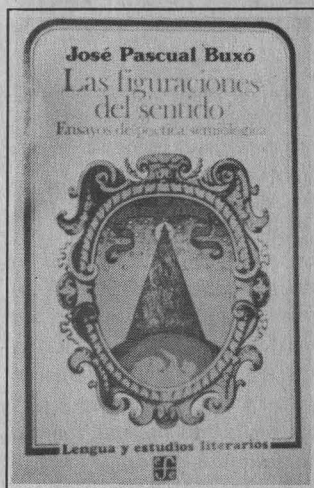 José Pascual Buxó
Las figuraciones
del sentido
Ensayos de poética semiológica
Lengua y estudios literarios